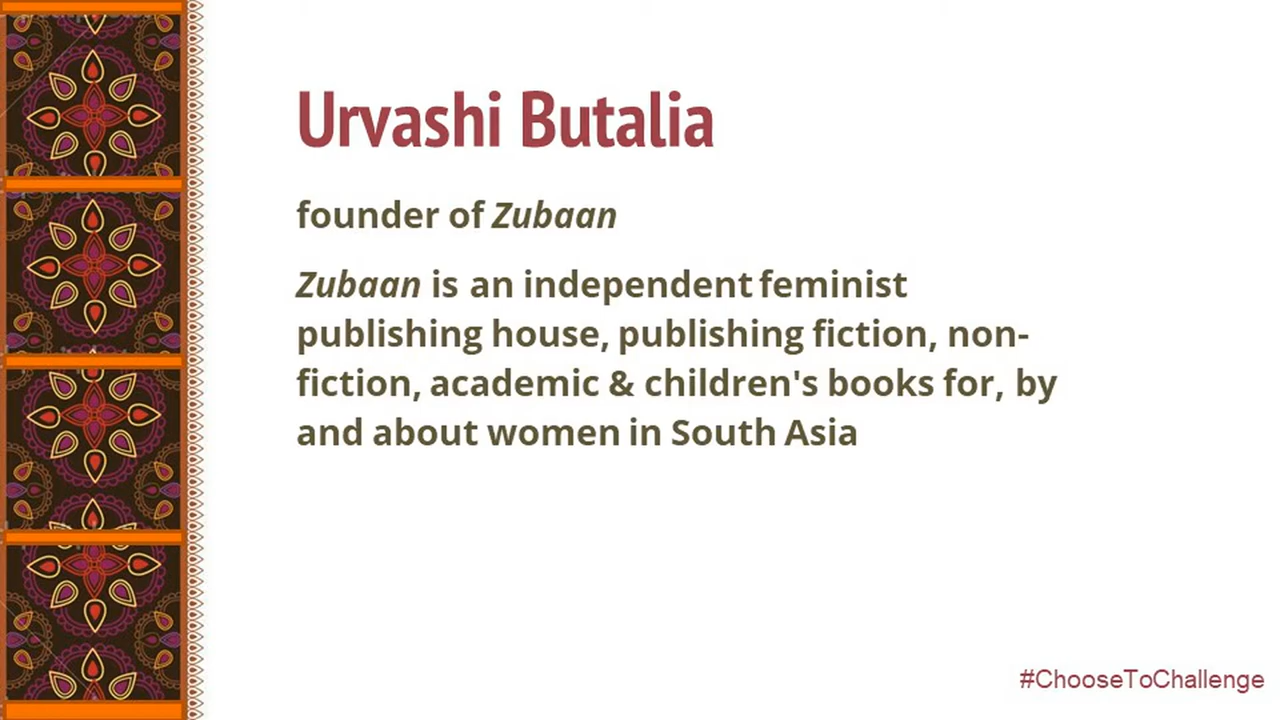 Urvashi Butalia
founder of Zubaan
Zubaan is an independent feminist
publishing house, publishing fiction, non-
fiction, academic & children's books for, by
and about women in South Asia
#ChooseToChallenge